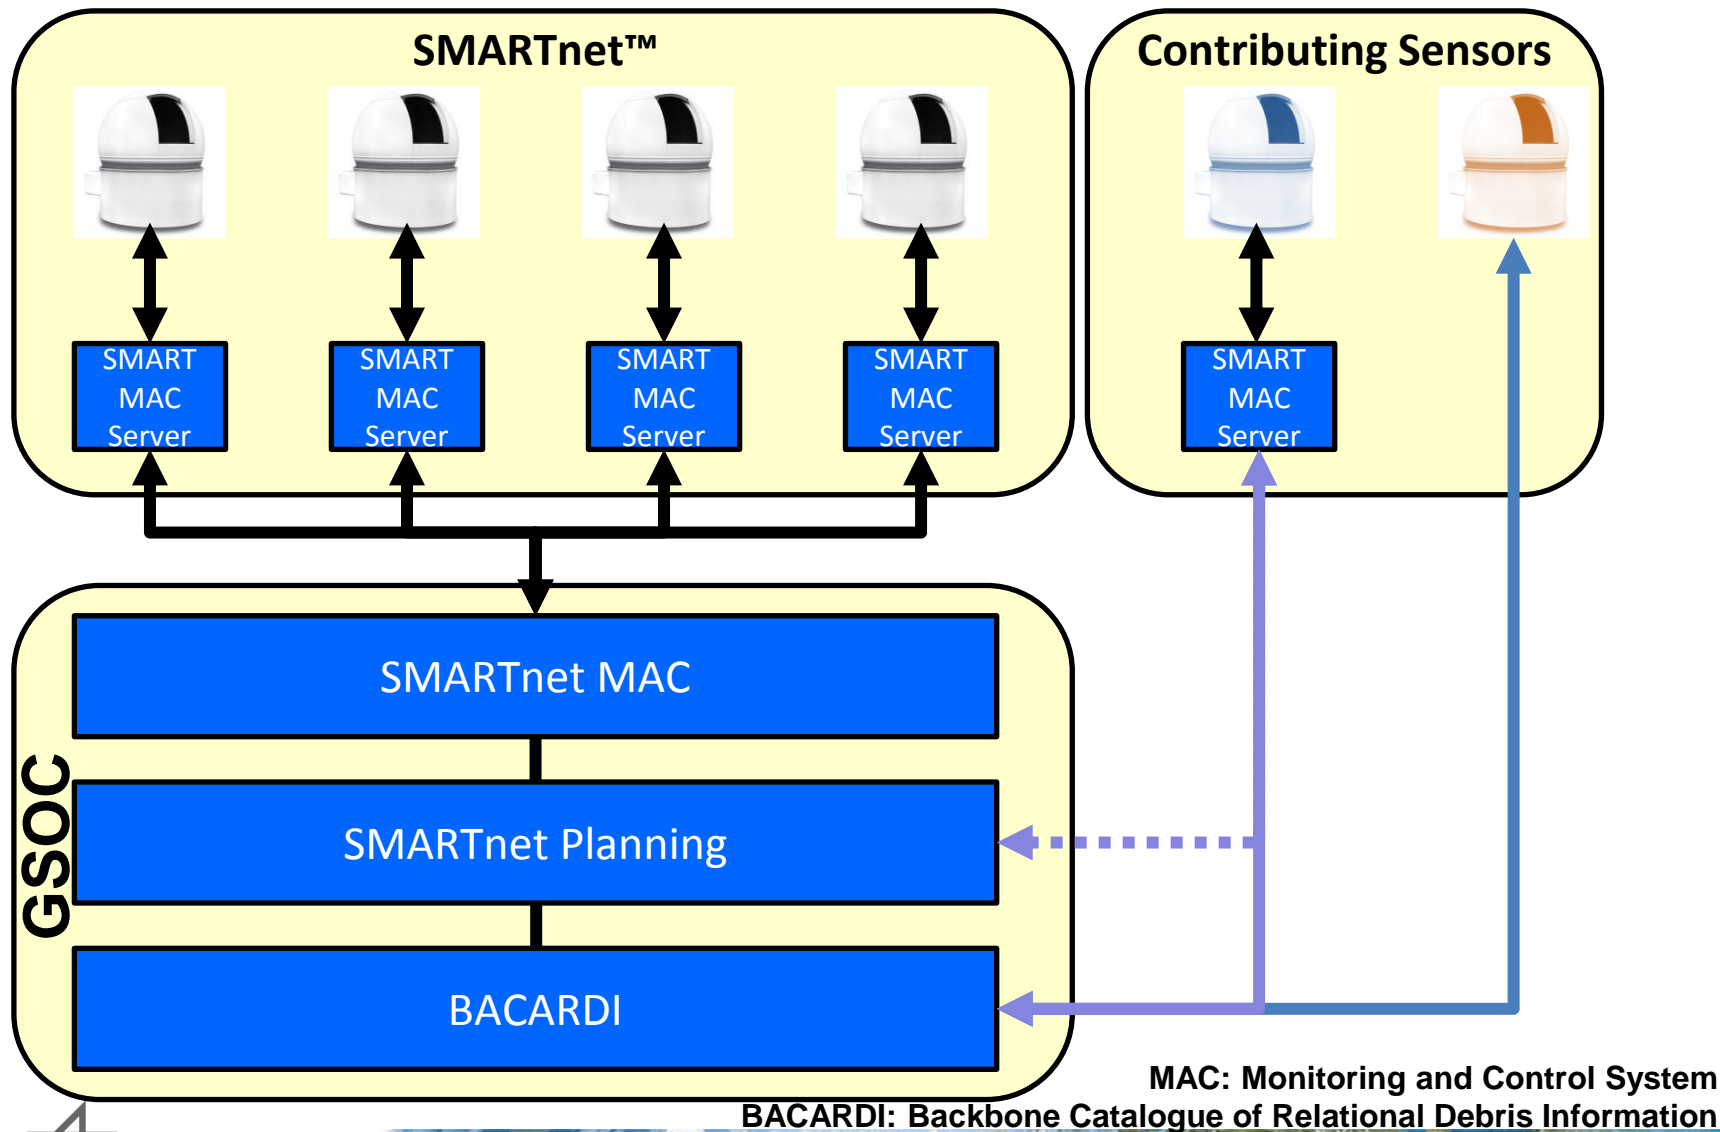 SMARTnet™
Contributing Sensors
SMART
MAC
Server
SMART
MAC
Server
SMART
MAC
Server
SMART
MAC
Server
SMART
MAC
Server
GSOC
SMARTnet MAC
SMARTnet Planning
BACARDI
MAC: Monitoring and Control System
BACARDI: Backbone Catalogue of Relational Debris Information